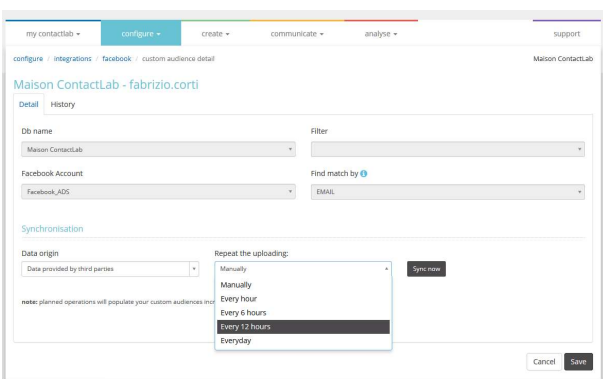 my contactlab
configure
create
communicate
analyse
support
configure / integrations / facebook / custom audience detail
Maison ContactLab
Maison ContactLab - fabrizio.corti
Detail
History
Db name
Filter
Maison ContactLab
Facebook Account
Find match by
Facebook_ADS
EMAIL
Synchronisation
Data origin
Repeat the uploading:
Data provided by third parties
Manually
Sync now
Manually
note: planned operations will populate your custom audiences
Every hour
Every 6 hours
Every 12 hours
Everyday
Cancel
Save